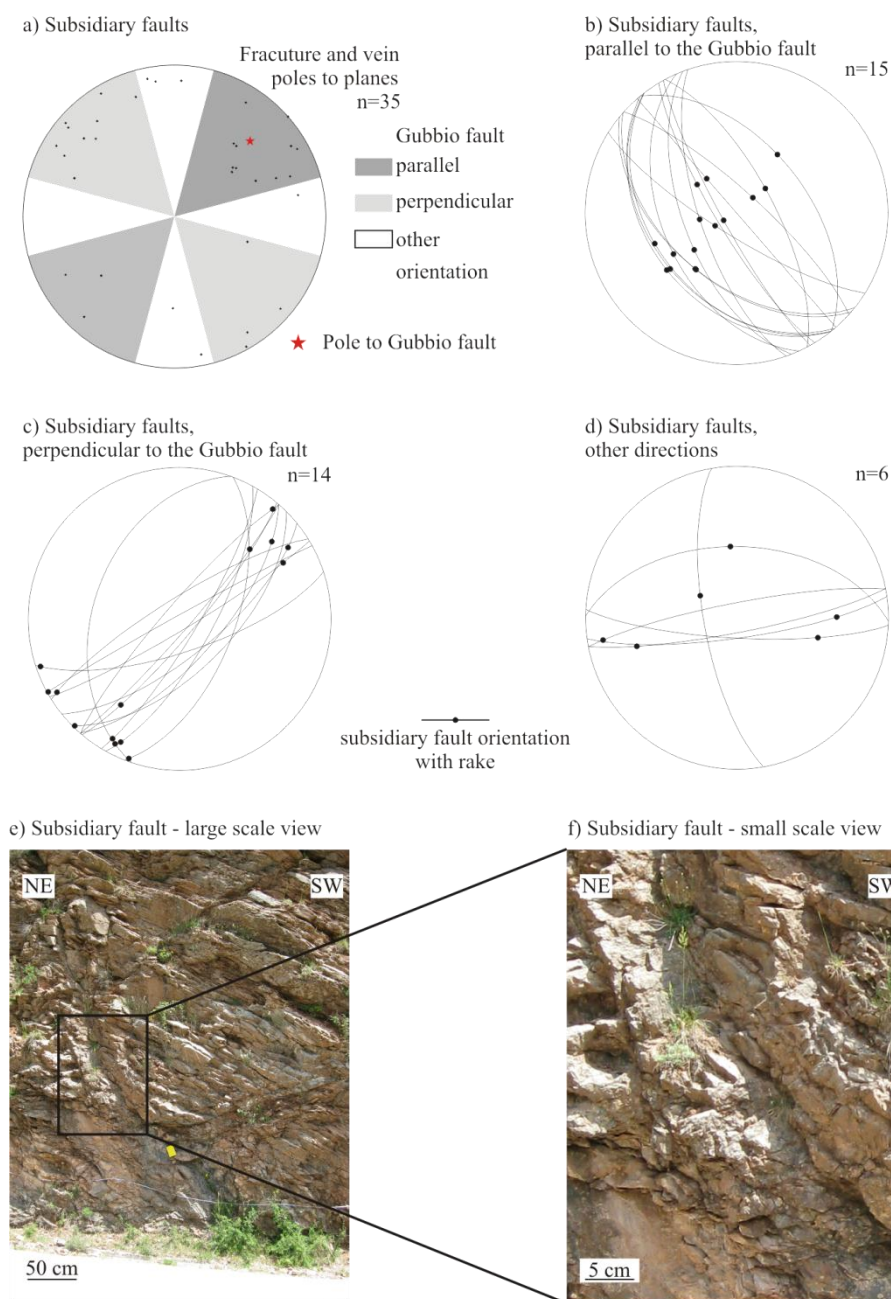 a) Subsidiary faults
Fracuture and vein
poles to planes
n=35
Gubbio fault
parallel
perpendicular
other
orientation
Pole to Gubbio fault
b) Subsidiary faults,
parallel to the Gubbio fault
n=15
c) Subsidiary faults,
perpendicular to the Gubbio fault
n=14
d) Subsidiary faults,
other directions
n=6
subsidiary fault orientation
with rake
e) Subsidiary fault - large scale view
NE
SW
50 cm
f) Subsidiary fault - small scale view
NE
SW
5 cm